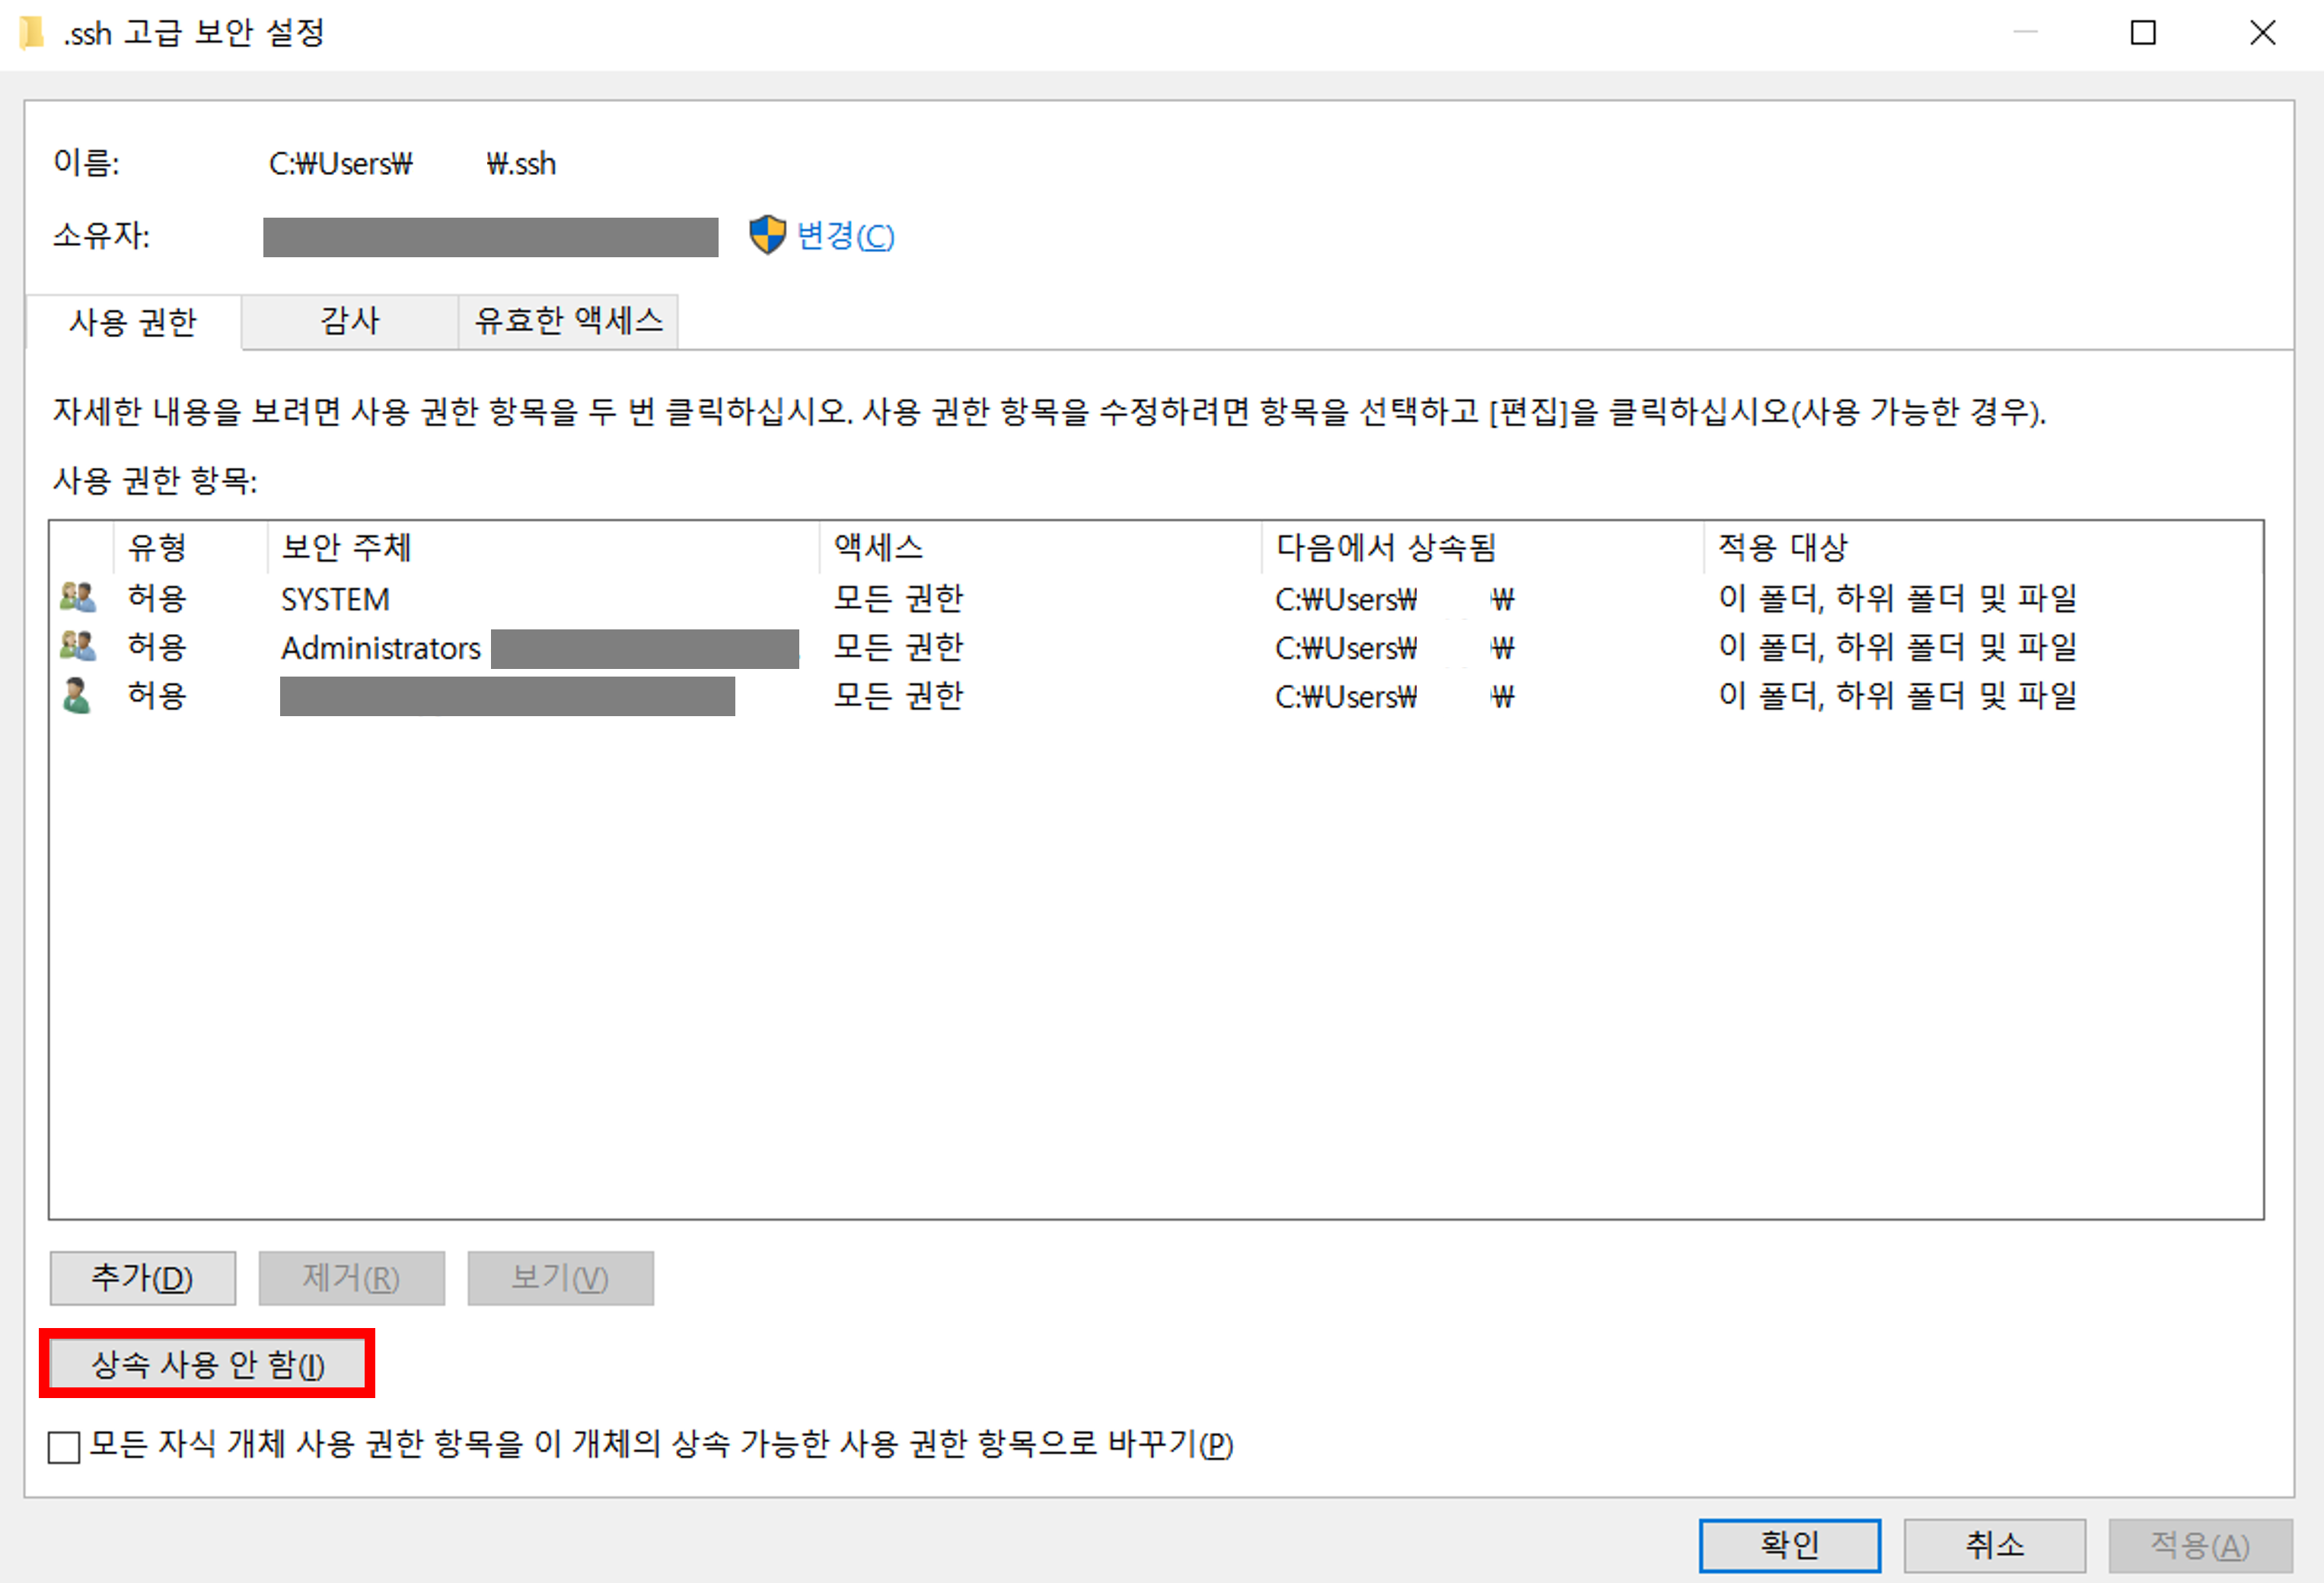 .ssh 고급 보안 설정
이름: C:₩Users₩ ₩.ssh
소유자: 변경(C)
사용 권한 감사 유효한 액세스
자세한 내용을 보려면 사용 권한 항목을 두 번 클릭하십시오. 사용 권한 항목을 수정하려면 항목을 선택하고 [편집]을 클릭하십시오(사용 가능한 경우).
사용 권한 항목:
유형 보안 주체 액세스 다음에서 상속됨 적용 대상
허용 SYSTEM 모든 권한 C:₩Users₩ ₩ 이 폴더, 하위 폴더 및 파일
허용 Administrators 모든 권한 C:₩Users₩ ₩ 이 폴더, 하위 폴더 및 파일
허용 모든 권한 C:₩Users₩ ₩ 이 폴더, 하위 폴더 및 파일
추가(D) 제거(R) 보기(V)
상속 사용 안 함(I)
모든 자식 개체 사용 권한 항목을 이 개체의 상속 가능한 사용 권한 항목으로 바꾸기(P)
확인 취소 적용(A)